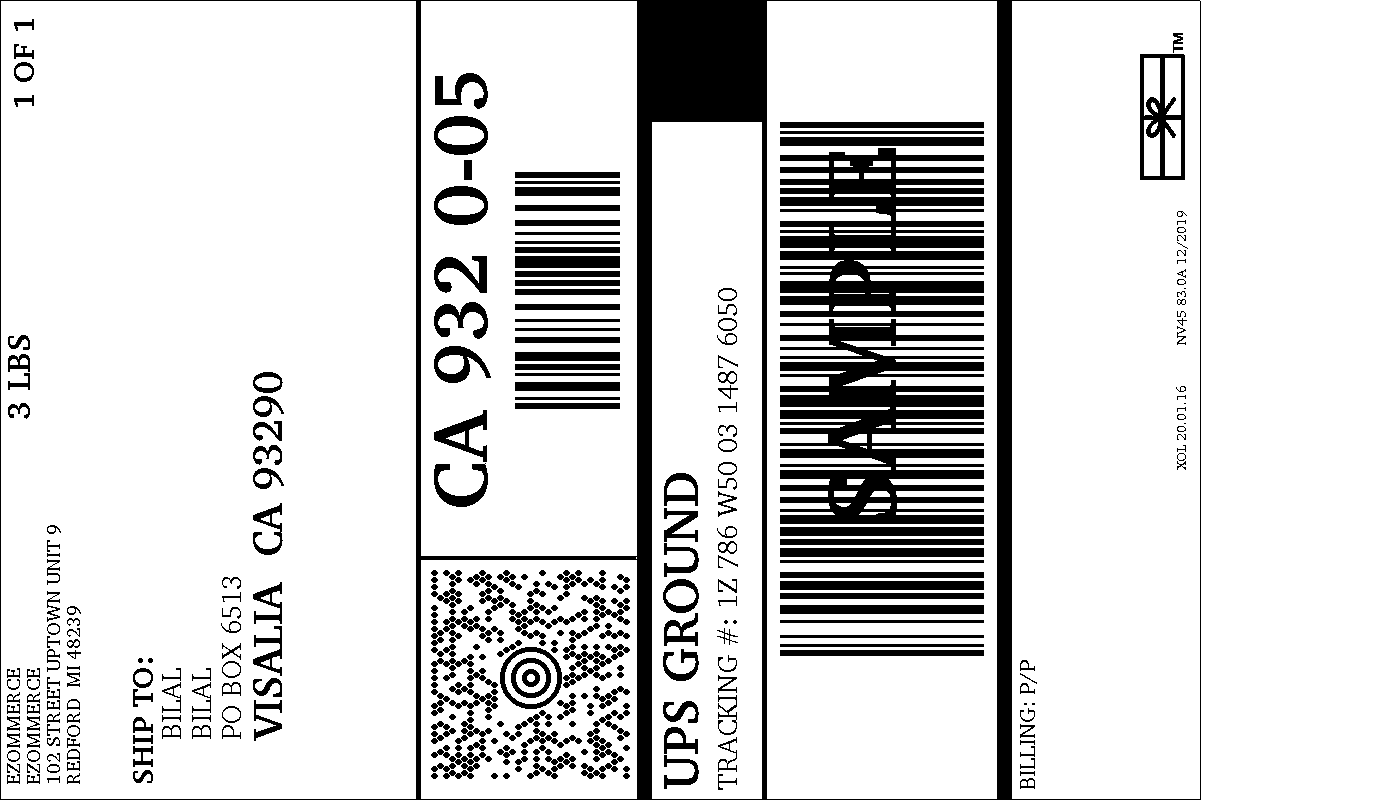 EZOMMERCE
EZOMMERCE
102 STREET UPTOWN UNIT 9
REDFORD  MI 48239
3 LBS
1 OF 1
SHIP TO:
BILAL
BILAL
PO BOX 6513
VISALIA  CA 93290
CA 932 0-05
UPS GROUND
TRACKING #: 1Z 786 W50 03 1487 6050
SAMPLE
BILLING: P/P
XOL 20.01.16
NV45 83.0A 12/2019
TM